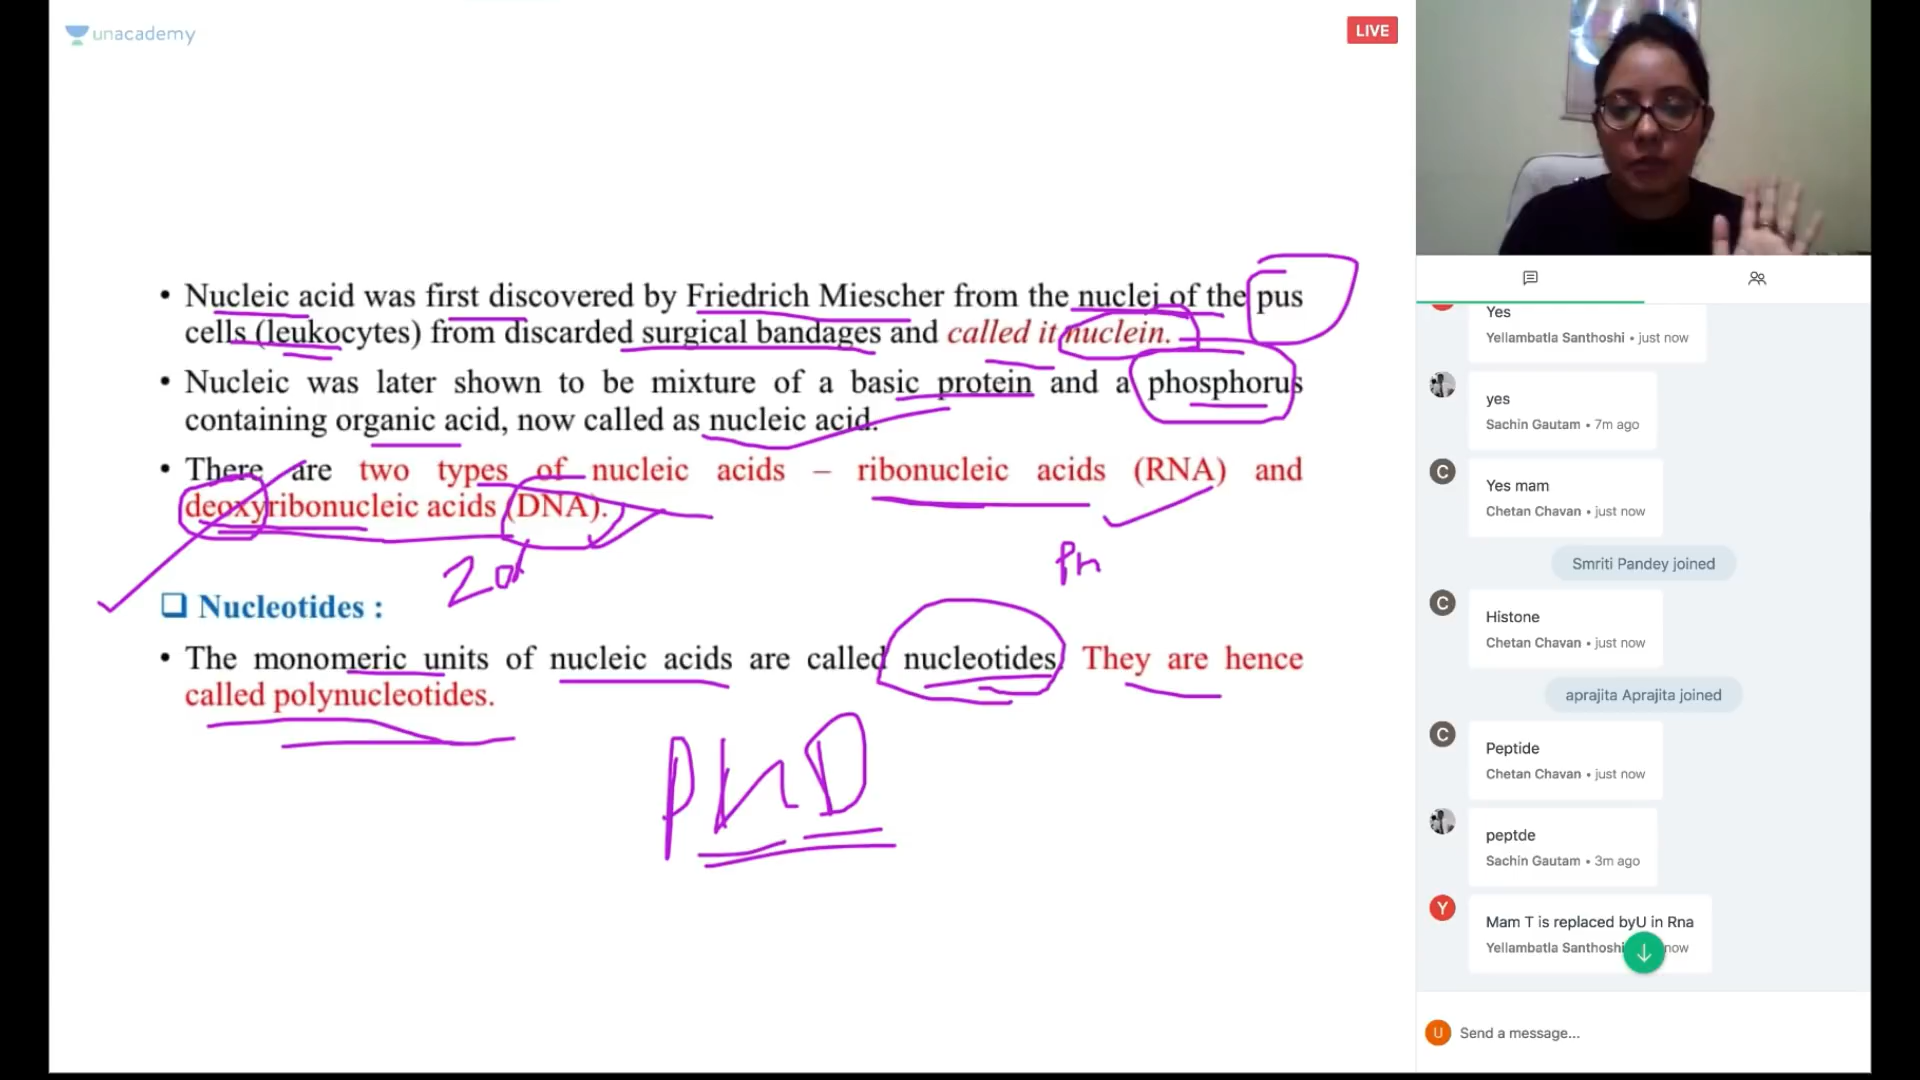 unacademy
LIVE
• Nucleic acid was first discovered by Friedrich Miescher from the nuclei of the pus
cells (leukocytes) from discarded surgical bandages and called it nuclein.
• Nucleic was later shown to be mixture of a basic protein and a phosphorus
containing organic acid, now called as nucleic acid.
• There are two types of nucleic acids – ribonucleic acids (RNA) and
deoxyribonucleic acids (DNA).
❑ Nucleotides :
• The monomeric units of nucleic acids are called nucleotides. They are hence
called polynucleotides.
Yes
Yellambatla Santhoshi • just now
yes
Sachin Gautam • 7m ago
C
Yes mam
Chetan Chavan • just now
Smriti Pandey joined
C
Histone
Chetan Chavan • just now
aprajita Aprajita joined
C
Peptide
Chetan Chavan • just now
peptde
Sachin Gautam • 3m ago
Y
Mam T is replaced byU in Rna
Yellambatla Santhoshi now
U
Send a message...